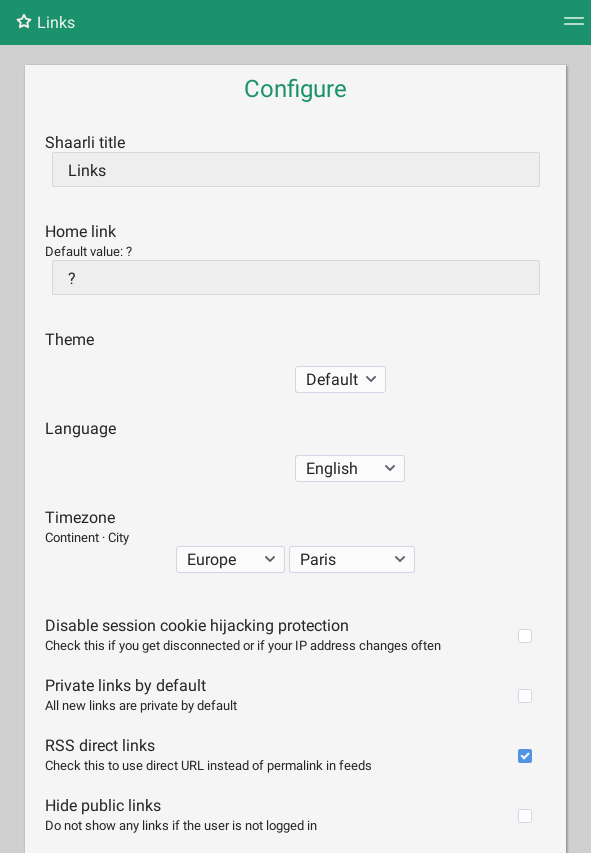 Links
Configure
Shaarli title
Links
Home link
Default value: ?
?
Theme
Default
Language
English
Timezone
Continent · City
Europe Paris
Disable session cookie hijacking protection
Check this if you get disconnected or if your IP address changes often
Private links by default
All new links are private by default
RSS direct links
Check this to use direct URL instead of permalink in feeds
Hide public links
Do not show any links if the user is not logged in